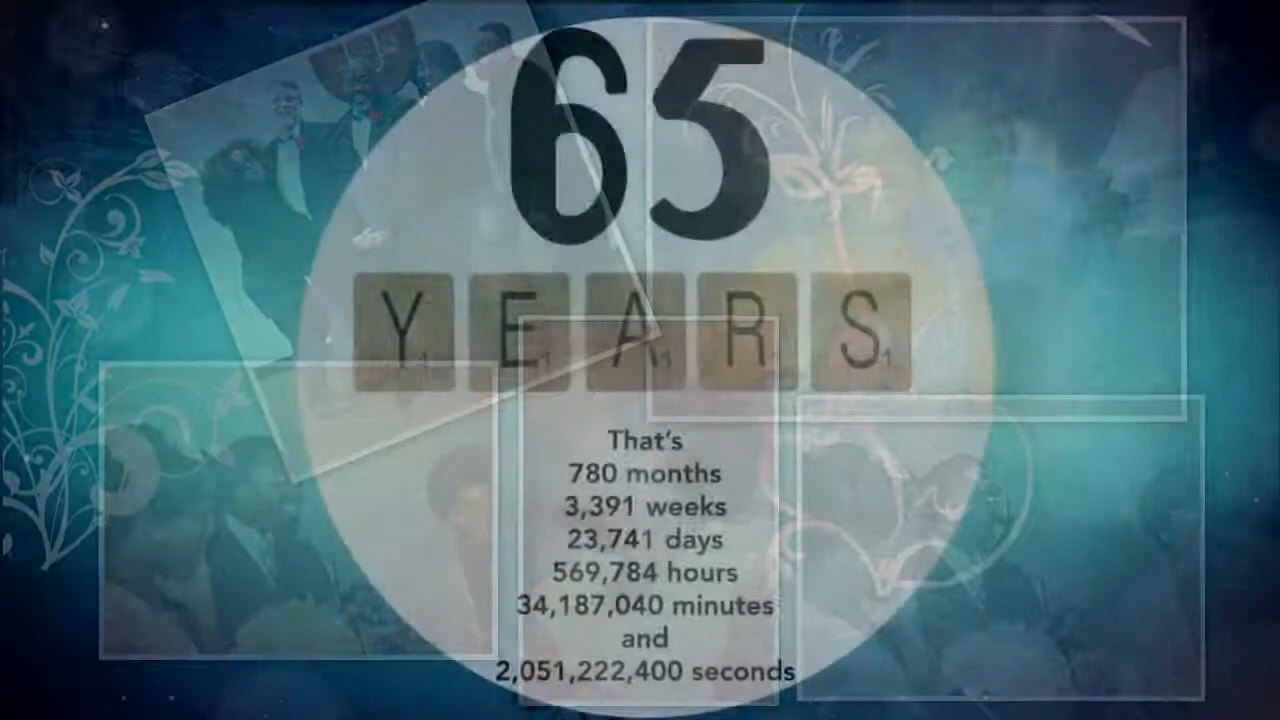 65
YEARS
That's
780 months
3,391 weeks
23,741 days
569,784 hours
34,187,040 minutes
and
2,051,222,400 seconds